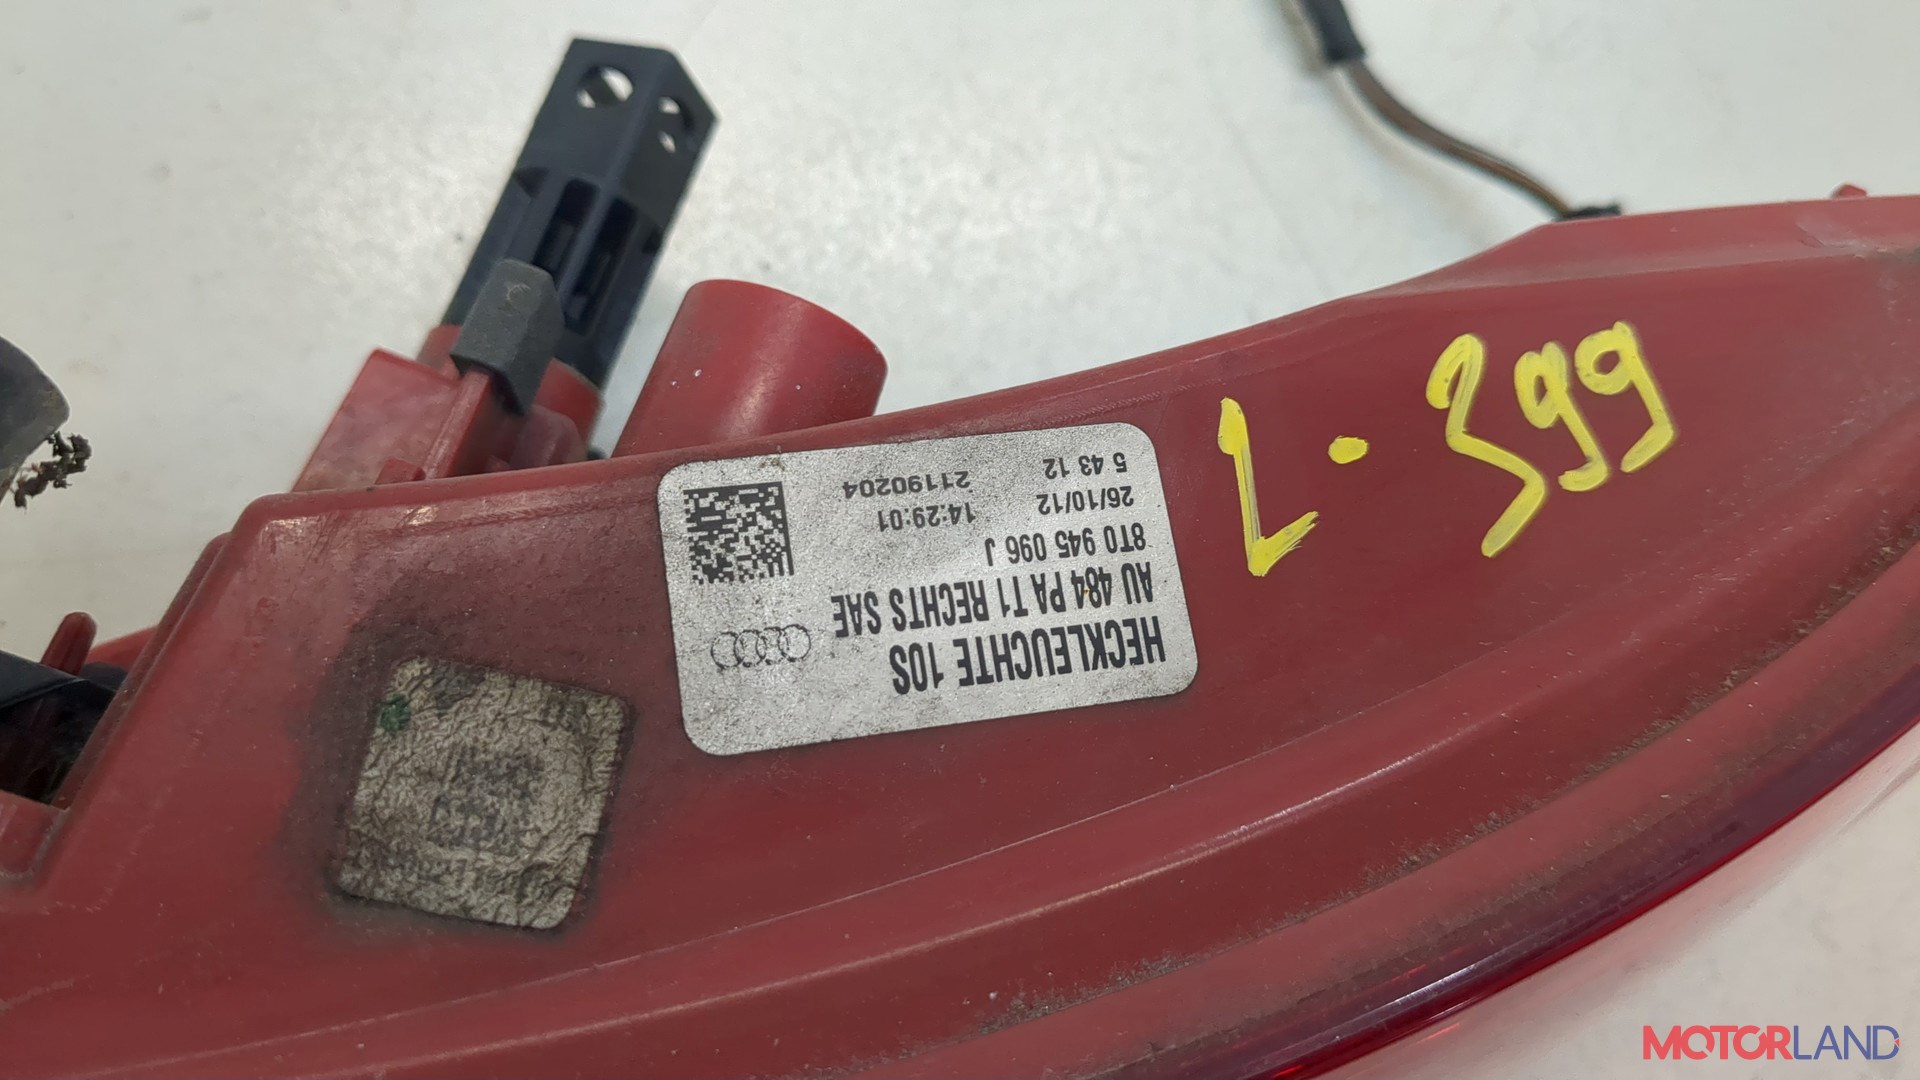 HECKLEUCHTE 10S
AU 484 PA T1 RECHTS SAE
8T0 945 096 J
26/10/12 14:29:01
5 43 12 21190204
L·399
MOTORLAND